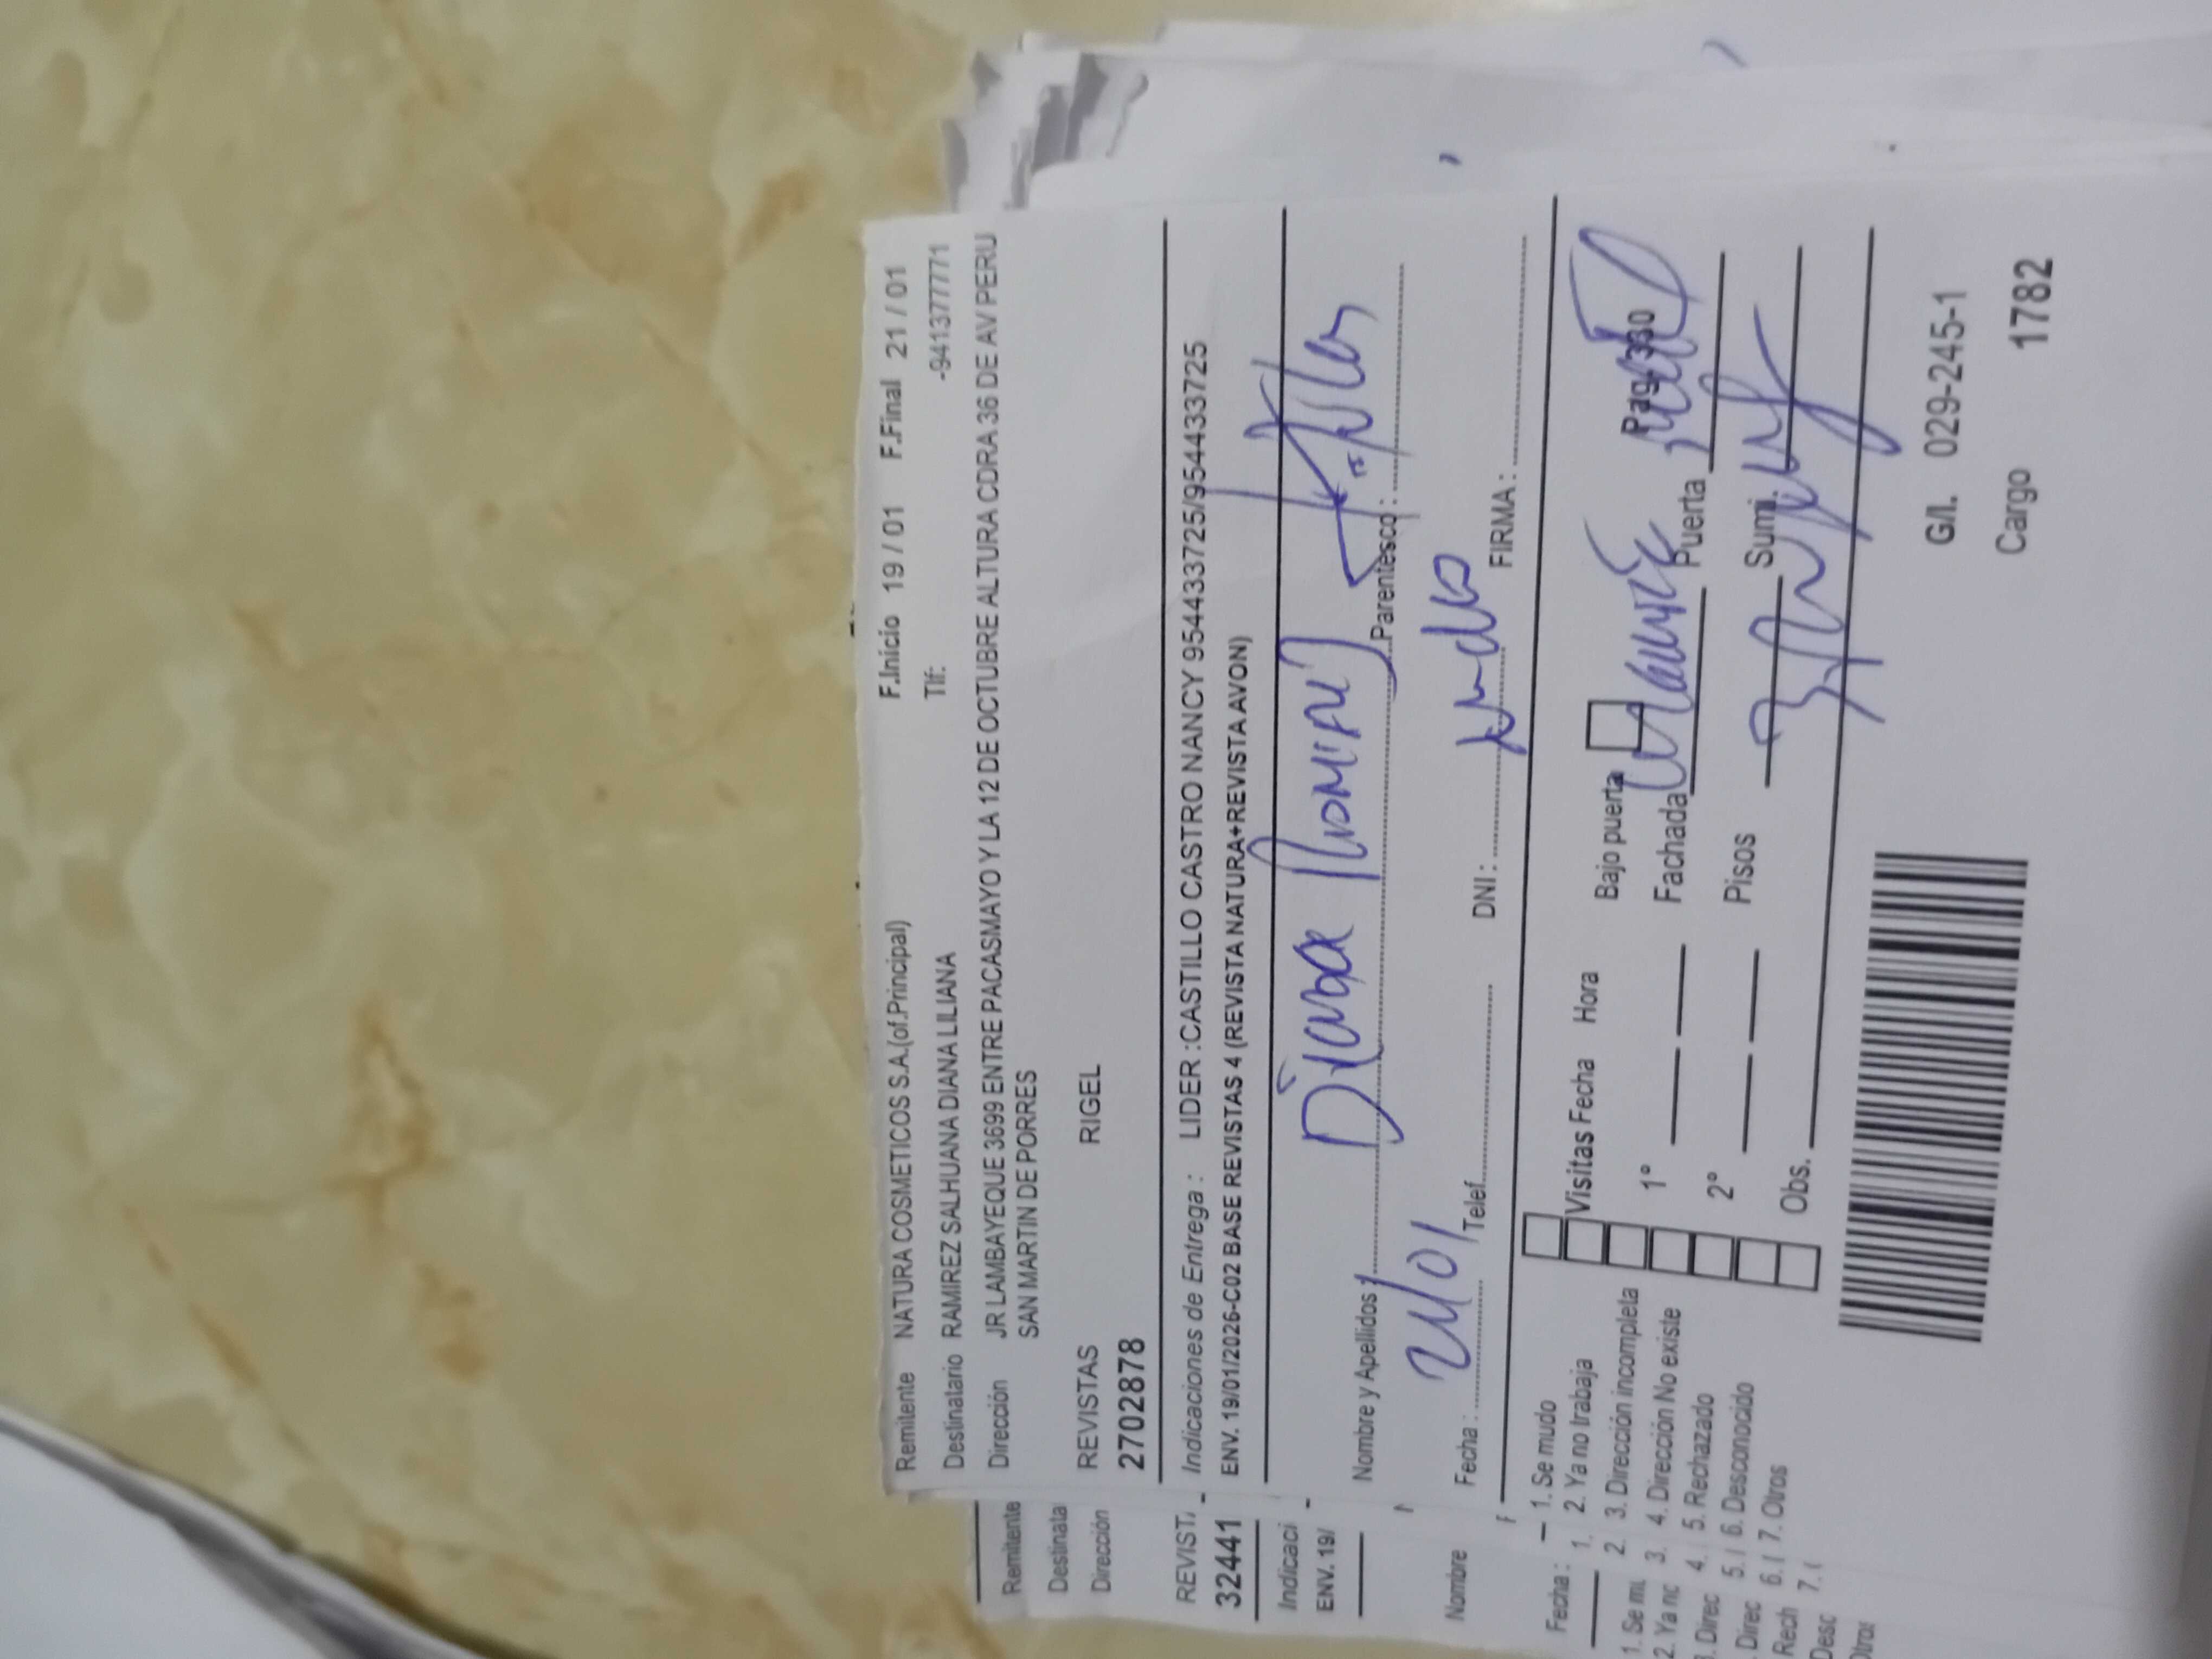 Remitente NATURA COSMETICOS S.A.(of.Principal) F.Inicio 19 / 01 F.Final 21 / 01
Destinatario RAMIREZ SALHUANA DIANA LILIANA Tlf: -941377771
Dirección JR LAMBAYEQUE 3699 ENTRE PACASMAYO Y LA 12 DE OCTUBRE ALTURA CDRA 36 DE AV PERU
SAN MARTIN DE PORRES
REVISTAS RIGEL
2702878
Indicaciones de Entrega : LIDER :CASTILLO CASTRO NANCY 954433725/954433725
ENV. 19/01/2026-C02 BASE REVISTAS 4 (REVISTA NATURA+REVISTA AVON)
Nombre y Apellidos Diana Parentesco :
Fecha : 21/01 Telef. DNI : FIRMA :
1. Se mudo
2. Ya no trabaja
3. Dirección incompleta
4. Dirección No existe
5. Rechazado
6. Desconocido
7. Otros
Visitas Fecha Hora
1º
2º
Obs.
Bajo puerta Pag. 330
Fachada Puerta
Pisos Sumi.
G/I. 029-245-1
Cargo 1782
Remitente
Destinata
Dirección
REVIST
32441
Indicaci
ENV. 19/
Nombre
Fecha :
1. Se mu
2. Ya no